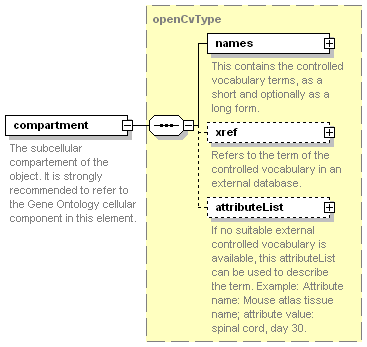 openCvType
names
This contains the controlled
vocabulary terms, as a
short and optionally as a
long form.
compartment
The subcellular
compartement of the
object. It is strongly
recommended to refer to
the Gene Ontology cellular
component in this element.
xref
Refers to the term of the
controlled vocabulary in an
external database.
attributeList
If no suitable external
controlled vocabulary is
available, this attributeList
can be used to describe
the term. Example: Attribute
name: Mouse atlas tissue
name; attribute value:
spinal cord, day 30.